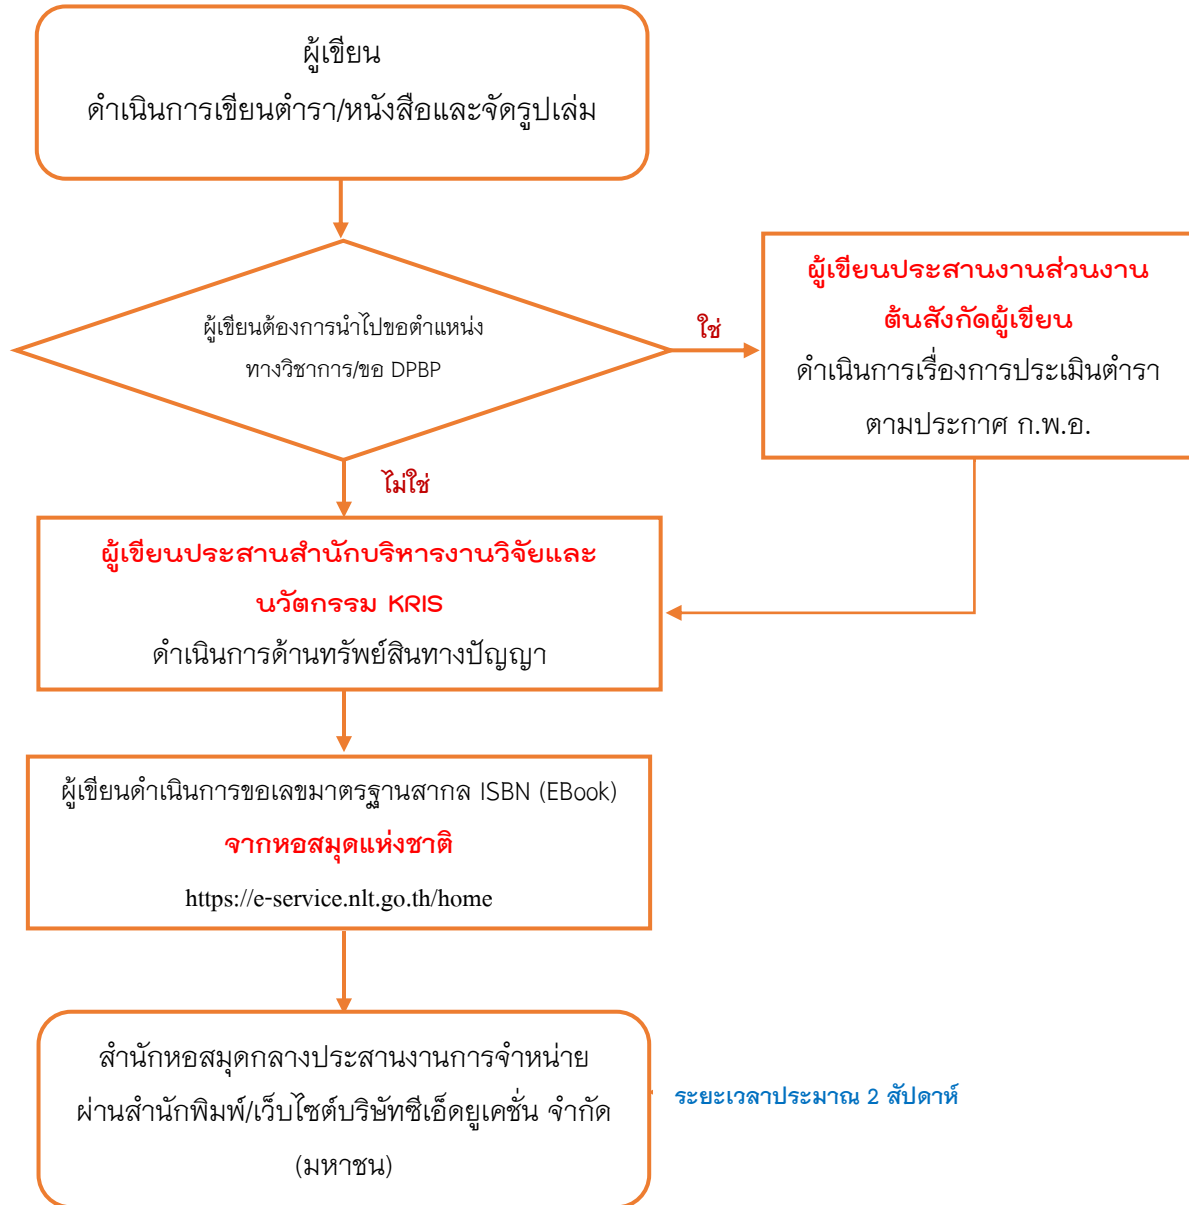 ผู้เขียน
ดำเนินการเขียนตำรา/หนังสือและจัดรูปเล่ม
ผู้เขียนต้องการนำไปขอตำแหน่ง
ทางวิชาการ/ขอ DPBP
ใช่
ผู้เขียนประสานงานส่วนงาน
ต้นสังกัดผู้เขียน
ดำเนินการเรื่องการประเมินตำรา
ตามประกาศ ก.พ.อ.
ไม่ใช่
ผู้เขียนประสานสำนักบริหารงานวิจัยและ
นวัตกรรม KRIS
ดำเนินการด้านทรัพย์สินทางปัญญา
ผู้เขียนดำเนินการขอเลขมาตรฐานสากล ISBN (EBook)
จากหอสมุดแห่งชาติ
https://e-service.nlt.go.th/home
สำนักหอสมุดกลางประสานงานการจำหน่าย
ผ่านสำนักพิมพ์/เว็บไซต์บริษัทซีเอ็ดยูเคชั่น จำกัด
(มหาชน)
ระยะเวลาประมาณ 2 สัปดาห์